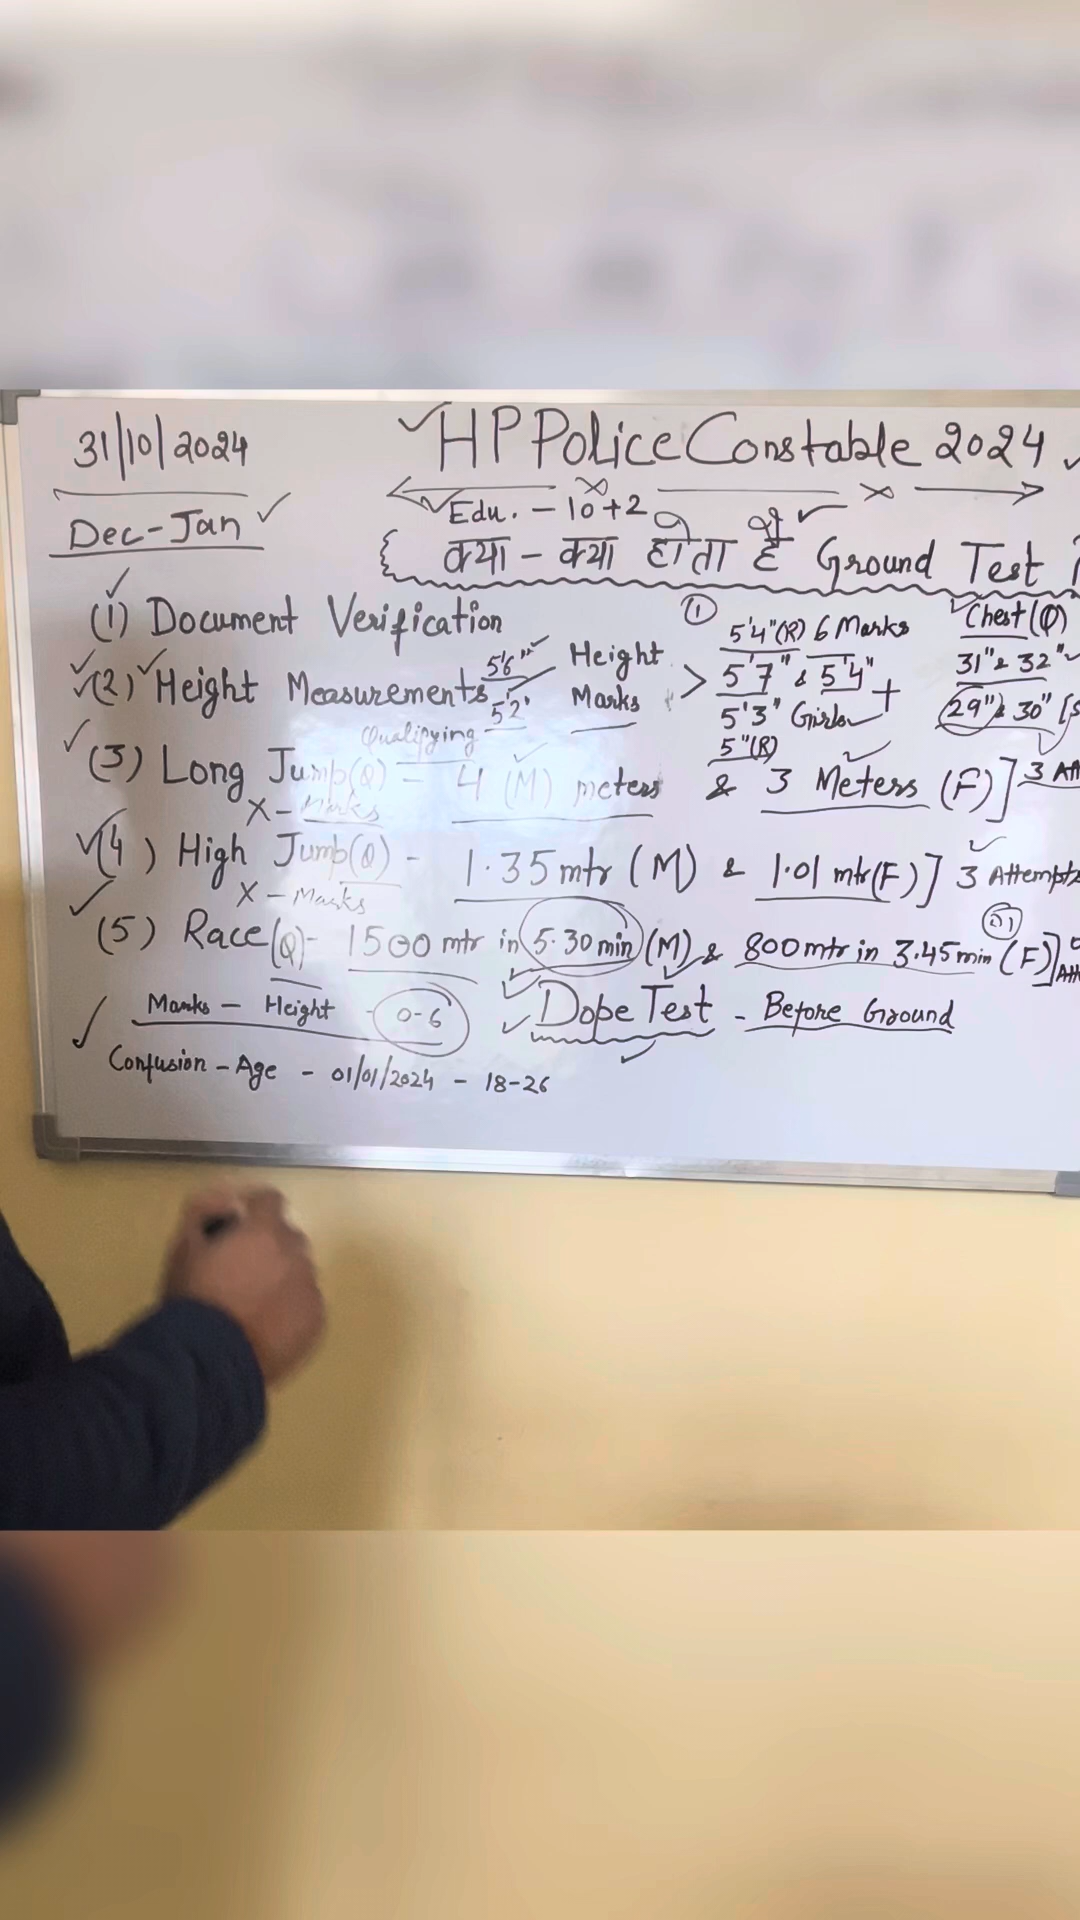 31/10/2024
HP Police Constable 2024
Dec-Jan
Edu. - 10+2
क्या - क्या होता है Ground Test
(1) Document Verification
(2) Height Measurements 5'6" 5'2"
Height Marks
1
5'4"(R) 6 Marks
5'7" & 5'4" +
5'3" Girls
5"(R)
Chest(Q)
31" & 32"
29" & 30"
Qualifying
(3) Long Jump(Q) = 4 (M) meters & 3 Meters (F)] 3
X - Marks
(4) High Jump(Q) - 1.35 mtr (M) & 1.01 mtr(F)] 3 Attempts
X - Marks
(5) Race(Q)- 1500 mtr in 5.30 min (M) & 800 mtr in 3.45 min (F)]
Marks - Height - 0-6
Dope Test - Before Ground
Confusion - Age - 01/01/2024 - 18-26